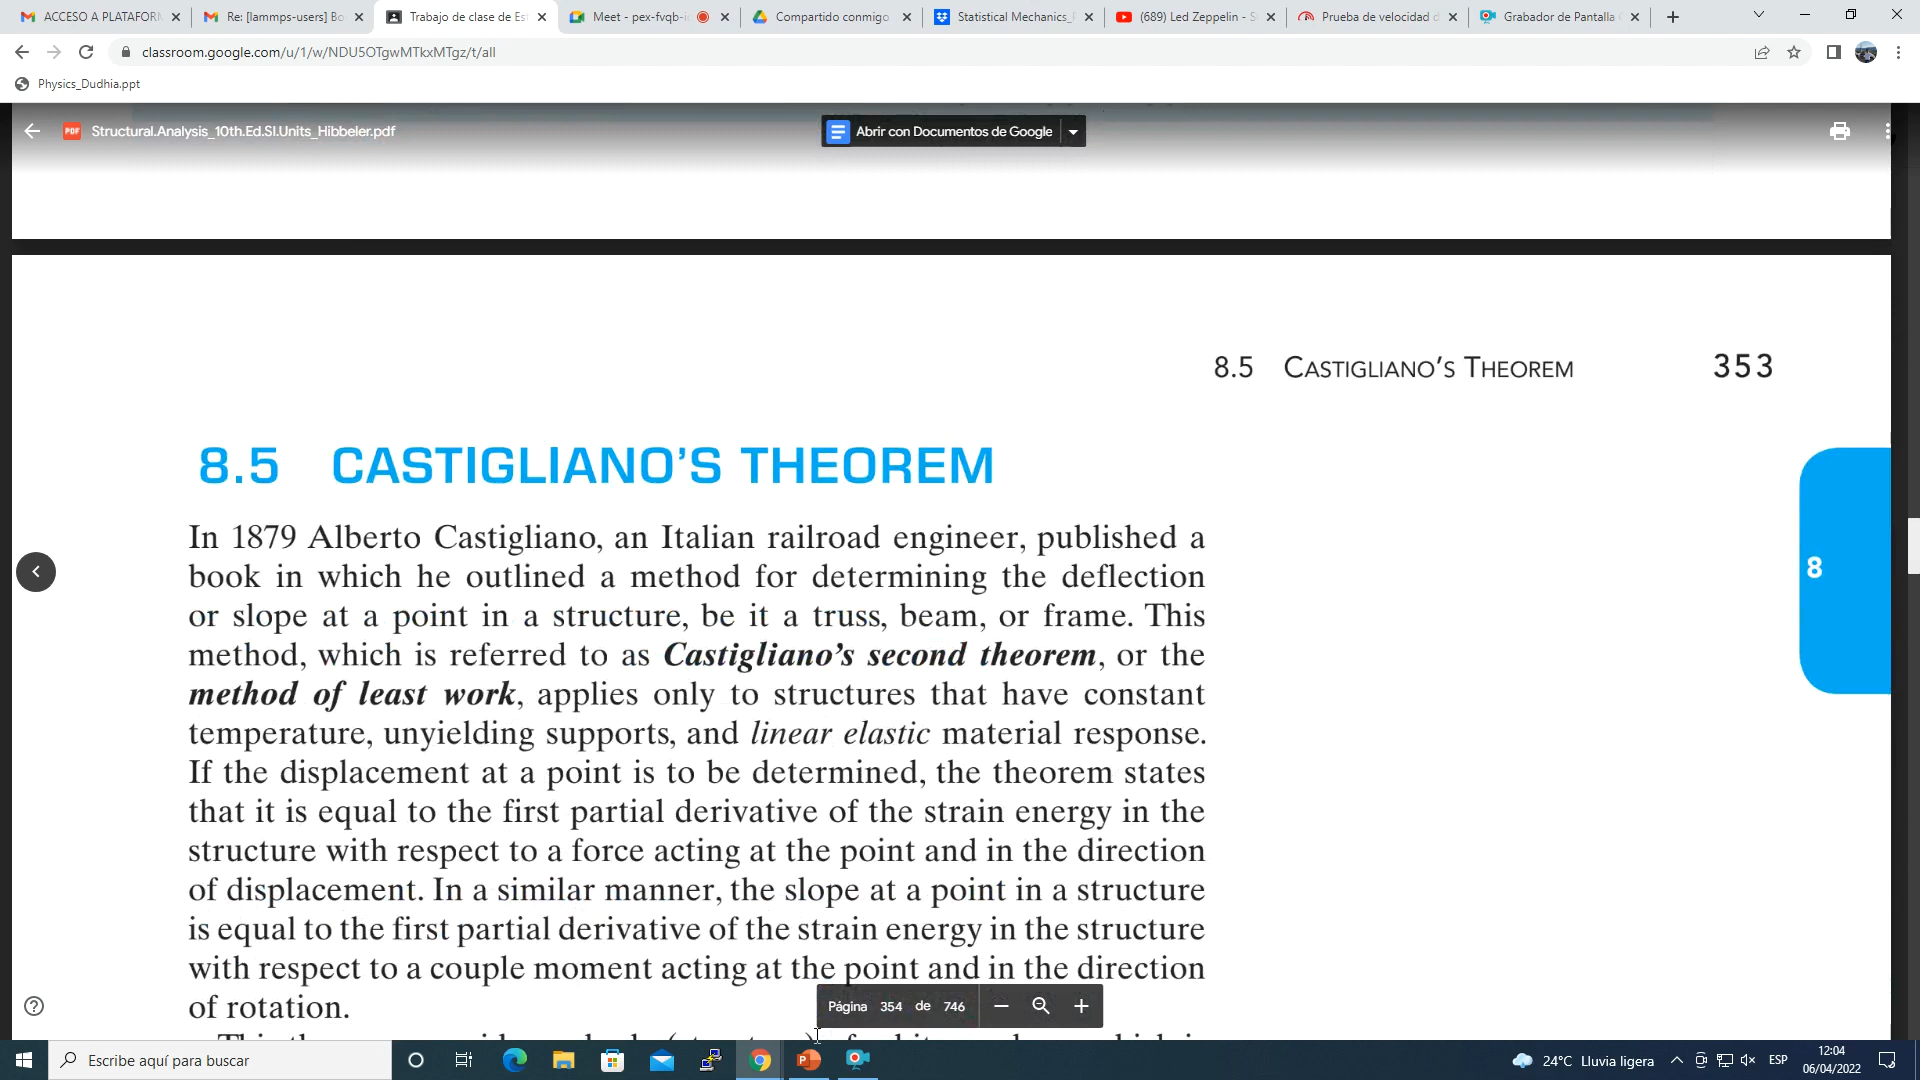 ACCESO A PLATAFORM
Re: [lammps-users] Bo
Trabajo de clase de Es
Meet - pex-fvqb-i
Compartido conmigo
Statistical Mechanics_
(689) Led Zeppelin - S
Prueba de velocidad d
Grabador de Pantalla
classroom.google.com/u/1/w/NDU5OTgwMTkxMTgz/t/all
Physics_Dudhia.ppt
PDF Structural.Analysis_10th.Ed.SI.Units_Hibbeler.pdf
Abrir con Documentos de Google
8.5 CASTIGLIANO'S THEOREM 353
8.5 CASTIGLIANO'S THEOREM
In 1879 Alberto Castigliano, an Italian railroad engineer, published a
book in which he outlined a method for determining the deflection
or slope at a point in a structure, be it a truss, beam, or frame. This
method, which is referred to as Castigliano's second theorem, or the
method of least work, applies only to structures that have constant
temperature, unyielding supports, and linear elastic material response.
If the displacement at a point is to be determined, the theorem states
that it is equal to the first partial derivative of the strain energy in the
structure with respect to a force acting at the point and in the direction
of displacement. In a similar manner, the slope at a point in a structure
is equal to the first partial derivative of the strain energy in the structure
with respect to a couple moment acting at the point and in the direction
of rotation.
8
Página 354 de 746
Escribe aquí para buscar
24°C Lluvia ligera
ESP
12:04
06/04/2022